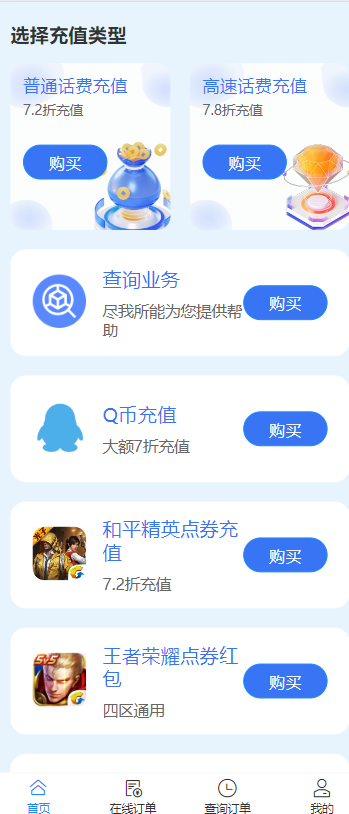 选择充值类型
普通话费充值
7.2折充值
购买
高速话费充值
7.8折充值
购买
查询业务
尽我所能为您提供帮
助
购买
Q币充值
大额7折充值
购买
和平精英点券充
值
7.2折充值
购买
5v5
王者荣耀点券红
包
四区通用
购买
首页
在线订单
查询订单
我的